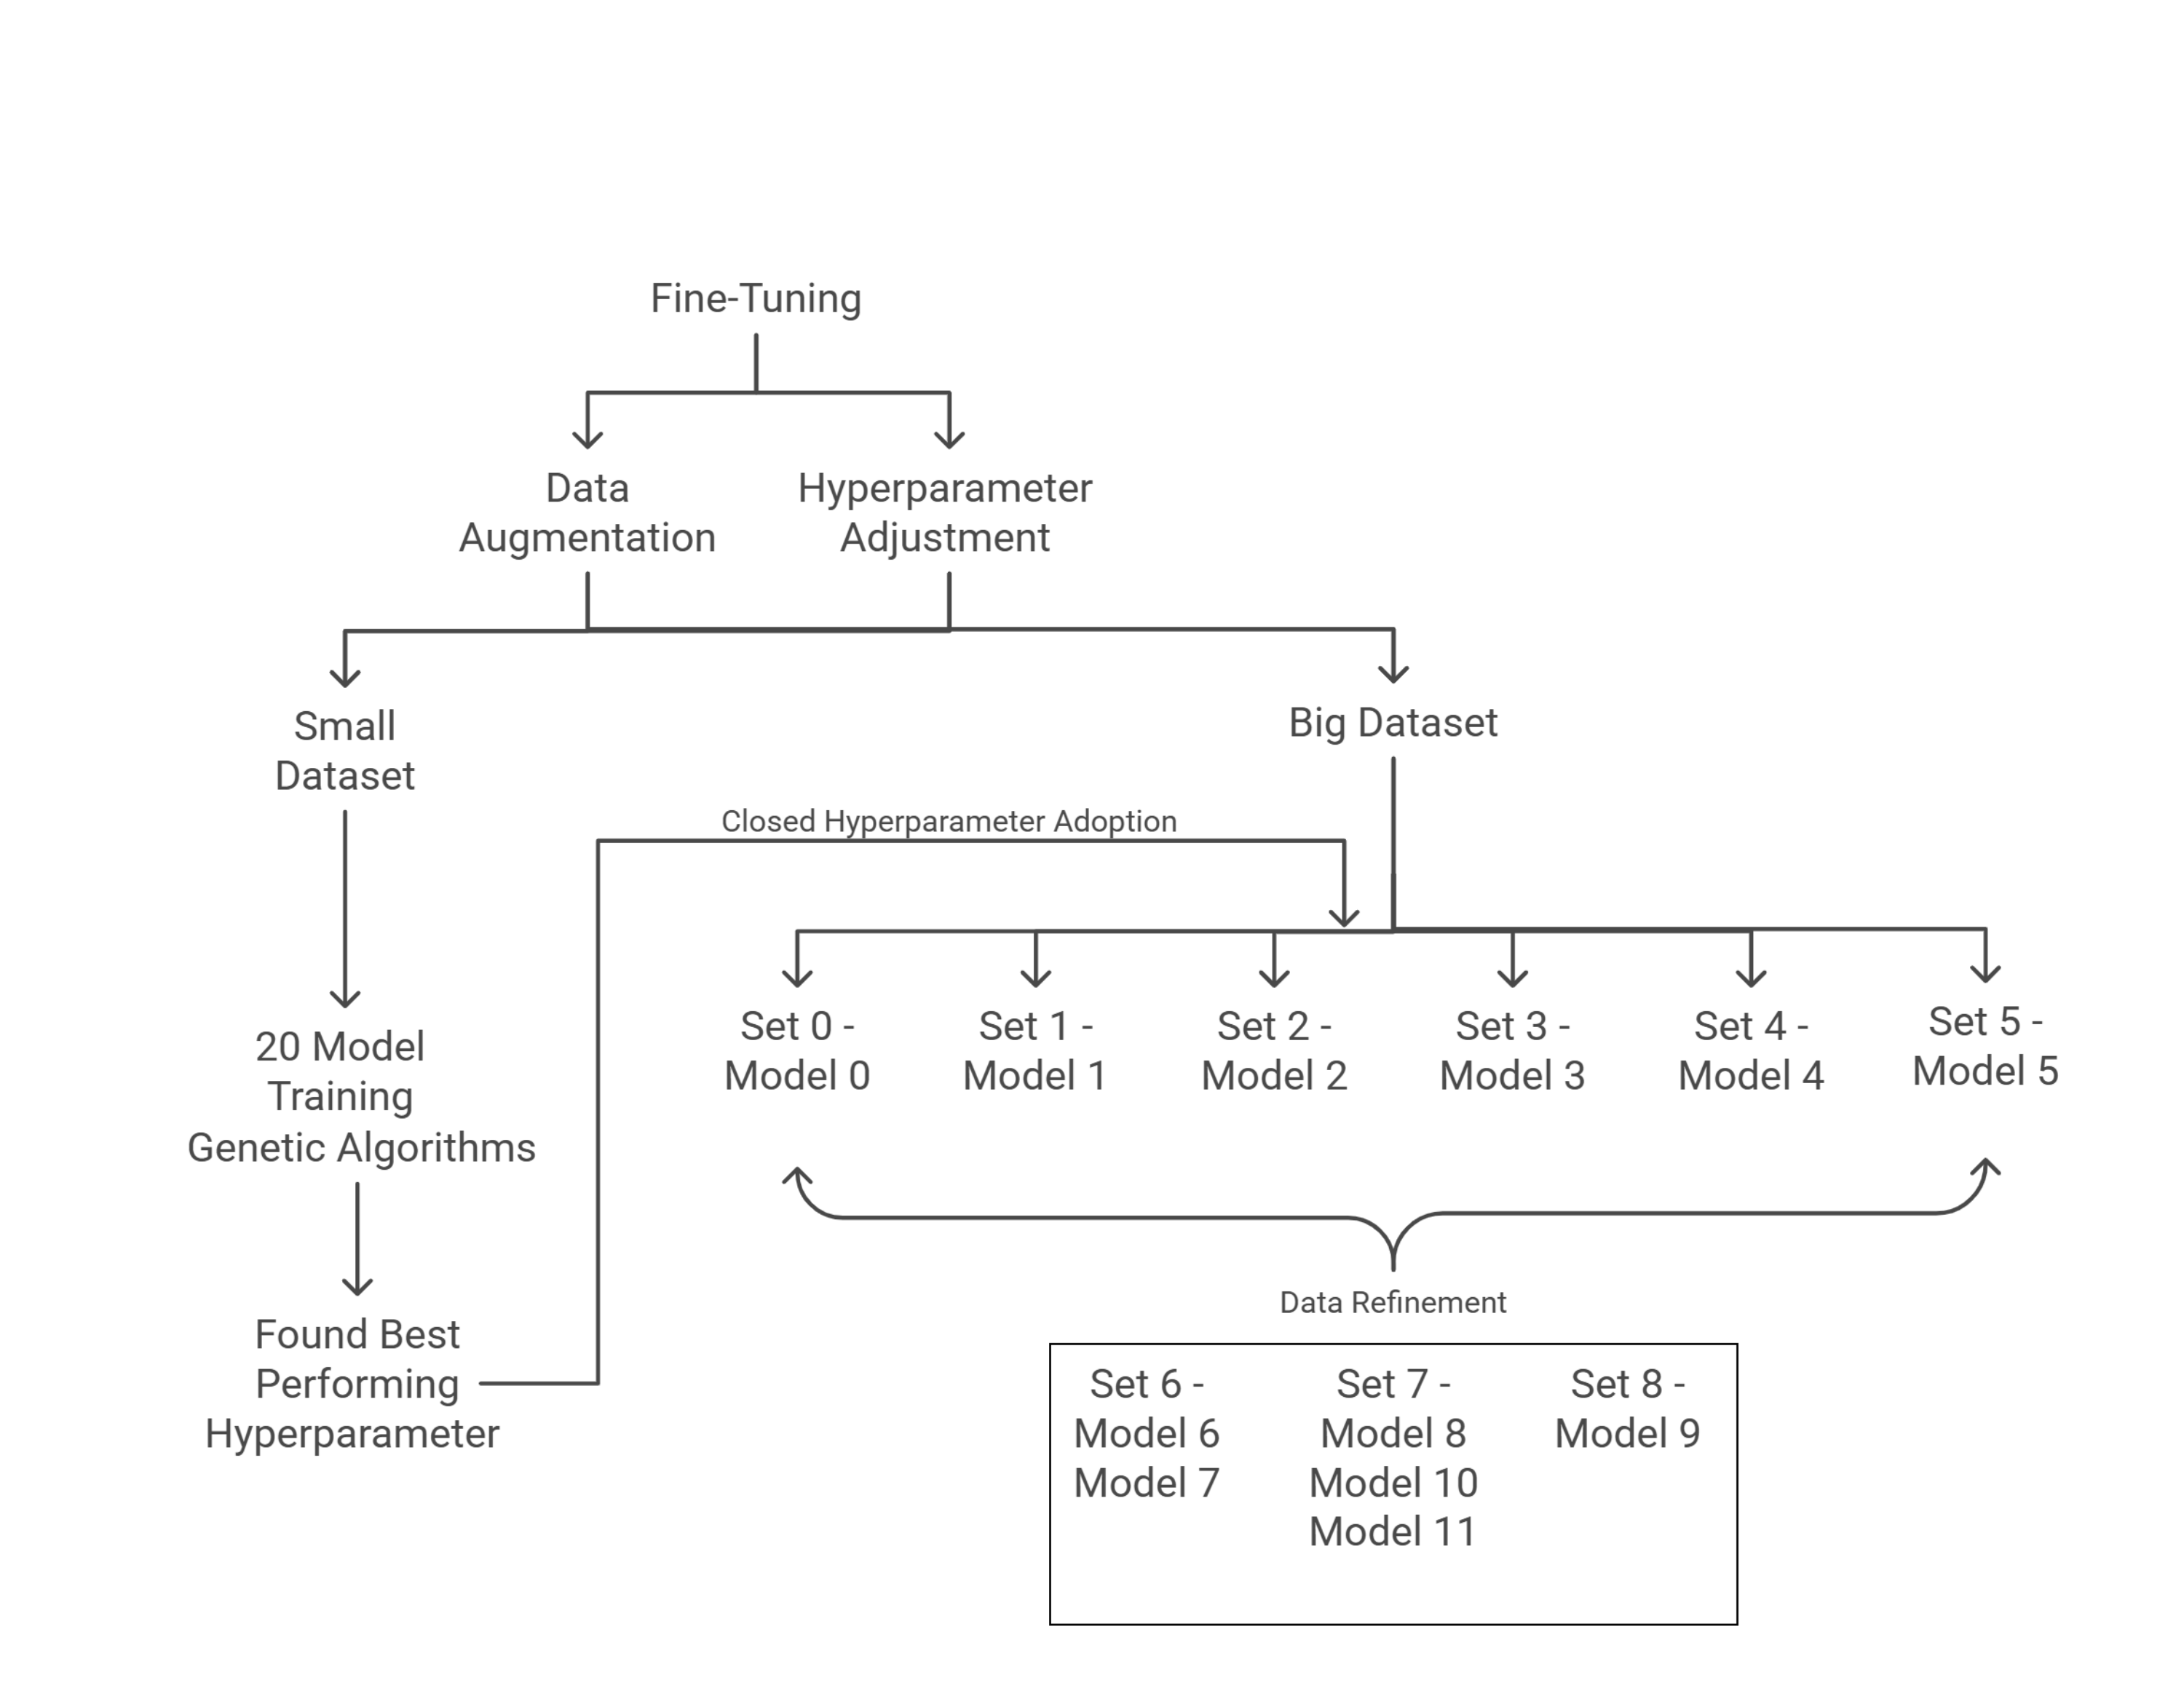 Fine-Tuning
Data
Augmentation
Hyperparameter
Adjustment
Small
Dataset
Big Dataset
Closed Hyperparameter Adoption
20 Model
Training
Genetic Algorithms
Found Best
Performing
Hyperparameter
Set 0 -
Model 0
Set 1 -
Model 1
Set 2 -
Model 2
Set 3 -
Model 3
Set 4 -
Model 4
Set 5 -
Model 5
Data Refinement
Set 6 -
Model 6
Model 7
Set 7 -
Model 8
Model 10
Model 11
Set 8 -
Model 9